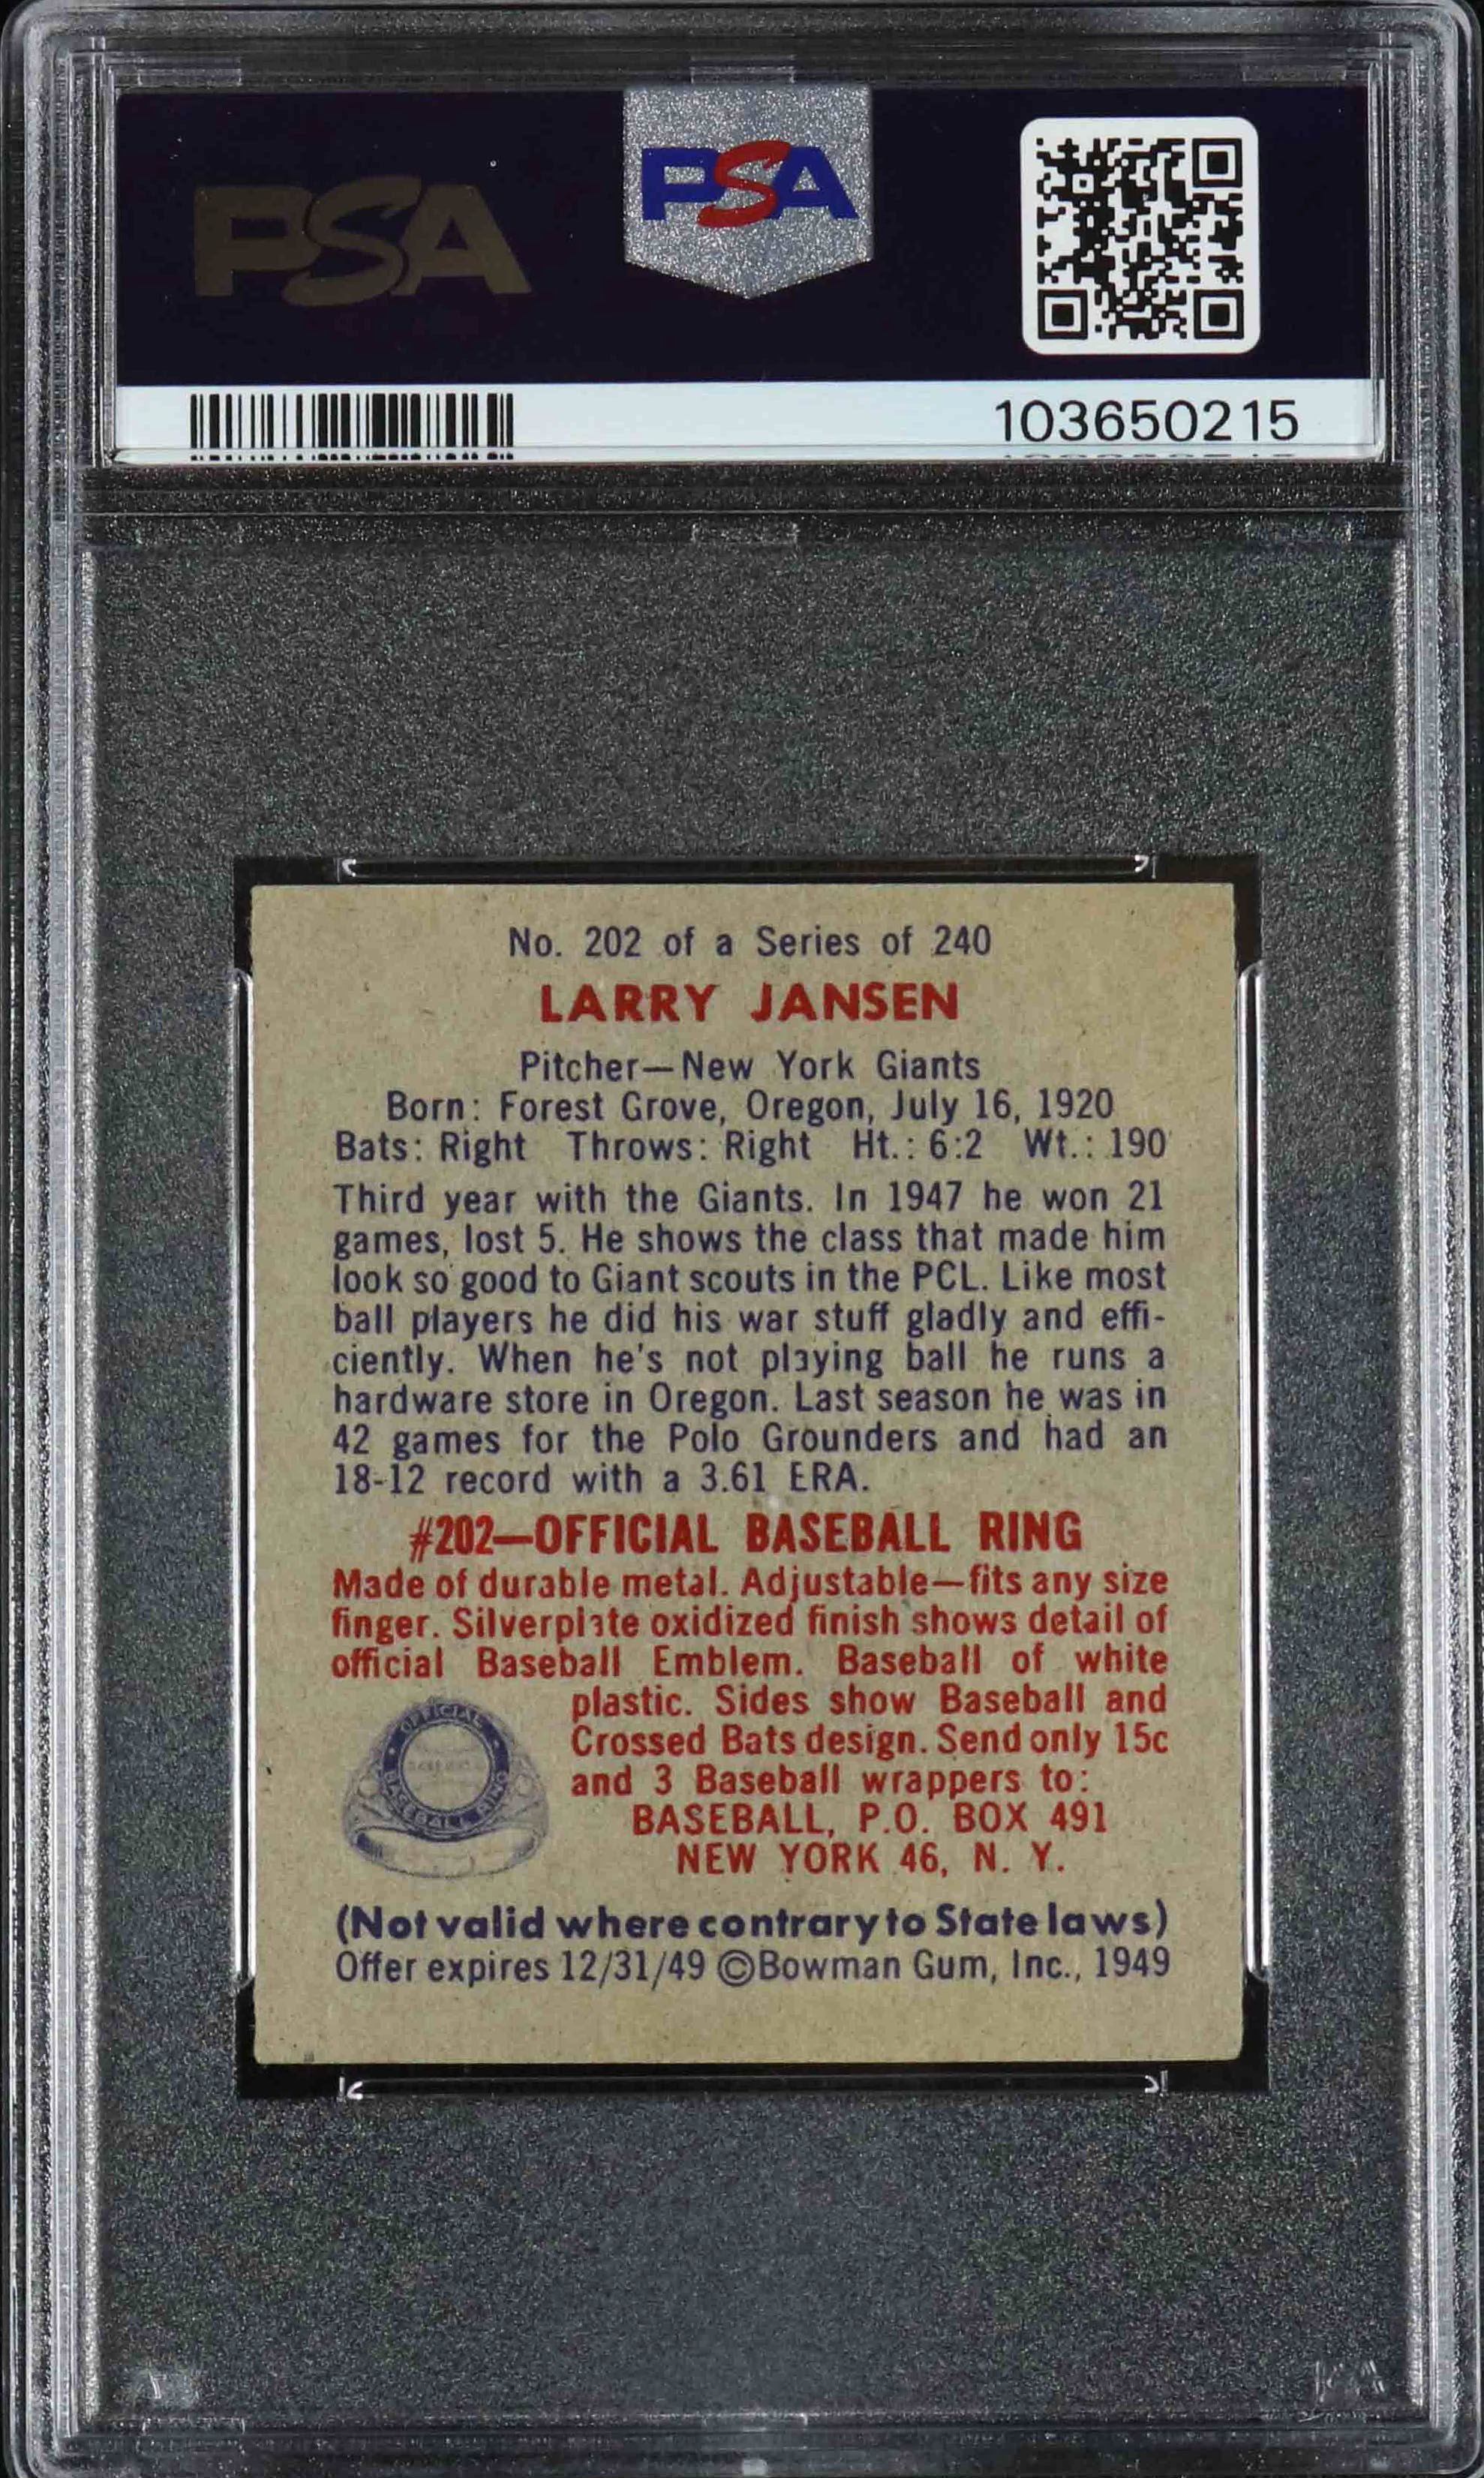 PSA
PSA
103650215
No. 202 of a Series of 240
LARRY JANSEN
Pitcher—New York Giants
Born: Forest Grove, Oregon, July 16, 1920
Bats: Right Throws: Right Ht.: 6:2 Wt.: 190
Third year with the Giants. In 1947 he won 21
games, lost 5. He shows the class that made him
look so good to Giant scouts in the PCL. Like most
ball players he did his war stuff gladly and effi-
ciently. When he's not playing ball he runs a
hardware store in Oregon. Last season he was in
42 games for the Polo Grounders and had an
18-12 record with a 3.61 ERA.
#202—OFFICIAL BASEBALL RING
Made of durable metal. Adjustable—fits any size
finger. Silverplate oxidized finish shows detail of
official Baseball Emblem. Baseball of white
plastic. Sides show Baseball and
Crossed Bats design. Send only 15c
and 3 Baseball wrappers to:
BASEBALL, P.O. BOX 491
NEW YORK 46, N. Y.
OFFICIAL
BASEBALL RING
(Not valid where contrary to State laws)
Offer expires 12/31/49 ©Bowman Gum, Inc., 1949